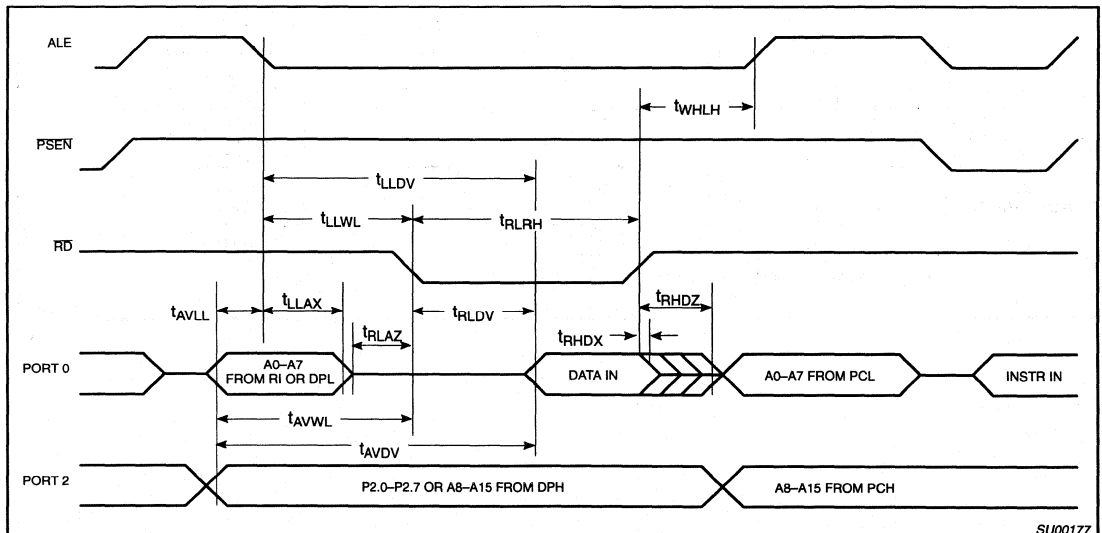 ALE
tWHLH
PSEN
tLLDV
tLLWL
tRLRH
RD
tAVLL
tLLAX
tRLAZ
tRLDV
tRHDZ
tRHDX
PORT 0
A0–A7
FROM RI OR DPL
DATA IN
A0–A7 FROM PCL
INSTR IN
tAVWL
tAVDV
PORT 2
P2.0–P2.7 OR A8–A15 FROM DPH
A8–A15 FROM PCH
SU00177